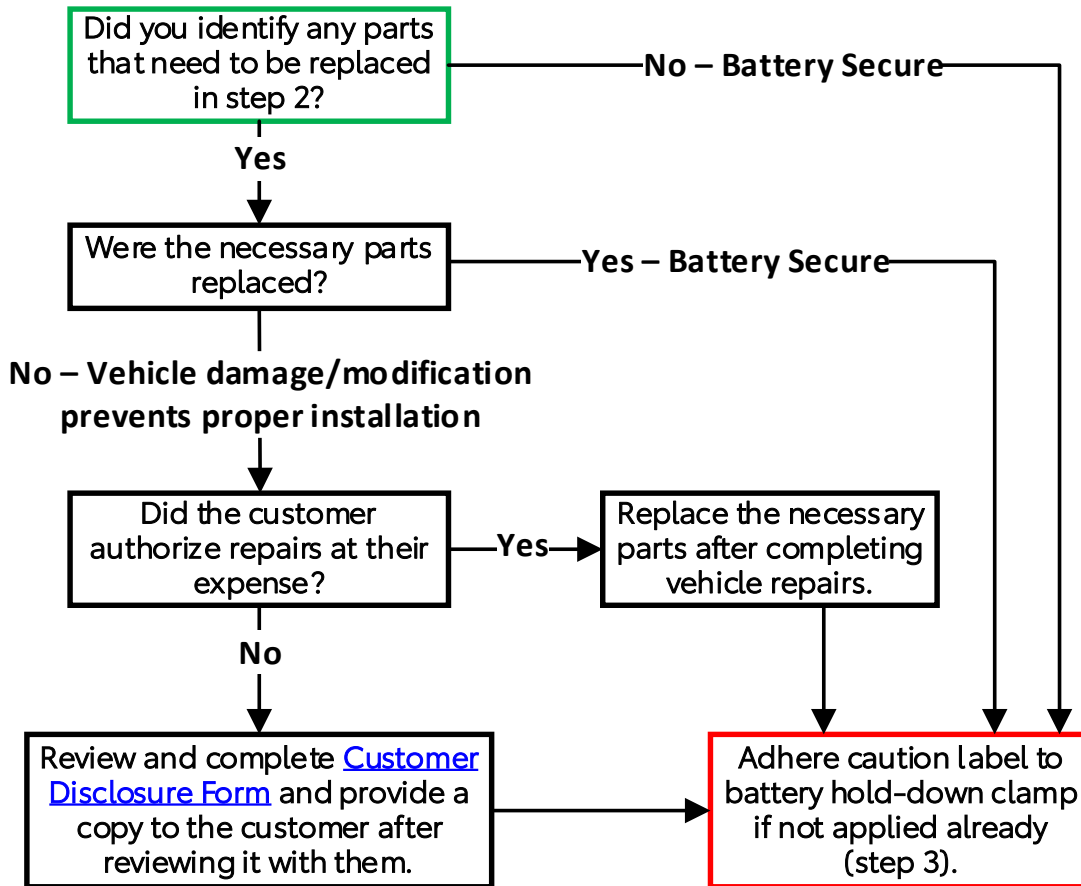 Did you identify any parts
that need to be replaced
in step 2?
No – Battery Secure
Yes
Were the necessary parts
replaced?
Yes – Battery Secure
No – Vehicle damage/modification
prevents proper installation
Did the customer
authorize repairs at their
expense?
Yes
Replace the necessary
parts after completing
vehicle repairs.
No
Review and complete Customer
Disclosure Form and provide a
copy to the customer after
reviewing it with them.
Adhere caution label to
battery hold-down clamp
if not applied already
(step 3).